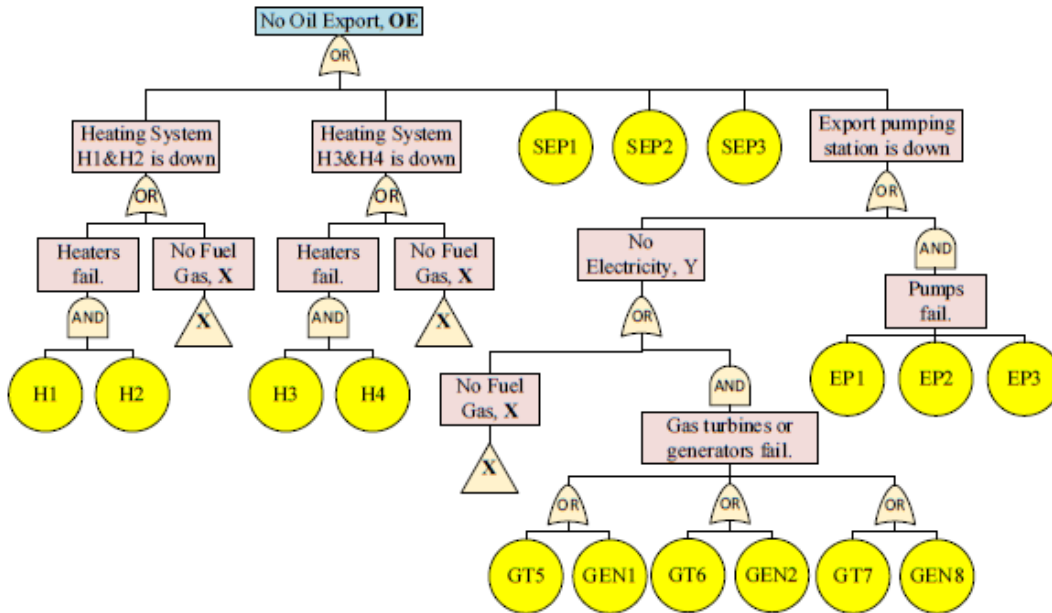 No Oil Export, OE
OR
Heating System
H1&H2 is down
Heating System
H3&H4 is down
SEP1
SEP2
SEP3
Export pumping
station is down
OR
OR
OR
Heaters
fail.
No Fuel
Gas, X
Heaters
fail.
No Fuel
Gas, X
No
Electricity, Y
AND
Pumps
fail.
AND
X
AND
X
OR
H1
H2
H3
H4
No Fuel
Gas, X
AND
EP1
EP2
EP3
Gas turbines or
generators fail.
X
OR
OR
OR
GT5
GEN1
GT6
GEN2
GT7
GEN8